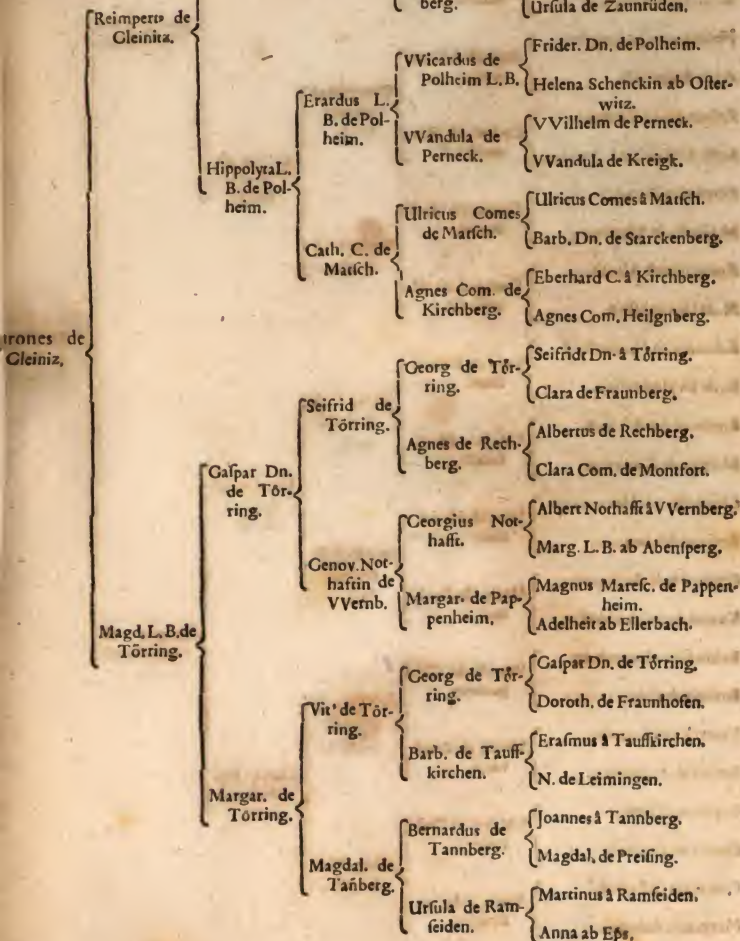 berg.
Urſula de Zaunrüden.
Reimpert⁹ de
Gleinitz.
VVicardus de
Polheim L.B.
Frider. Dn. de Polheim.
Helena Schenckin ab Oſter-
witz.
Erardus L.
B. de Pol-
heim.
VVandula de
Perneck.
VVilhelm de Perneck.
VVandula de Kreigk.
Hippolyta L.
B. de Pol-
heim.
Ulricus Comes
de Matſch.
Ulricus Comes â Matſch.
Barb. Dn. de Starckenberg.
Cath. C. de
Matſch.
Agnes Com. de
Kirchberg.
Eberhard C. â Kirchberg.
Agnes Com. Heilgnberg.
irones de
Gleiniz,
Georg de Tör-
ring.
Seifridt Dn. â Törring.
Clara de Fraunberg.
Seifrid de
Törring.
Agnes de Rech-
berg.
Albertus de Rechberg.
Clara Com. de Montfort.
Gaſpar Dn.
de Tör-
ring.
Georgius Not-
hafft.
Albert Nothafft â VVernberg.
Marg. L. B. ab Abenſperg.
Genov. Not-
haftin de
VVernb.
Margar. de Pap-
penheim.
Magnus Mareſc. de Pappen-
heim.
Adelheit ab Ellerbach.
Magd. L. B. de
Törring.
Georg de Tör-
ring.
Gaſpar Dn. de Törring.
Doroth. de Fraunhofen.
Vit⁹ de Tör-
ring.
Barb. de Tauff-
kirchen.
Eraſmus â Tauffkirchen.
N. de Leimingen.
Margar. de
Törring.
Bernardus de
Tannberg.
Joannes â Tannberg.
Magdal. de Preiſing.
Magdal. de
Tañberg.
Urſula de Ram-
ſeiden.
Martinus â Ramſeiden.
Anna ab Eps.